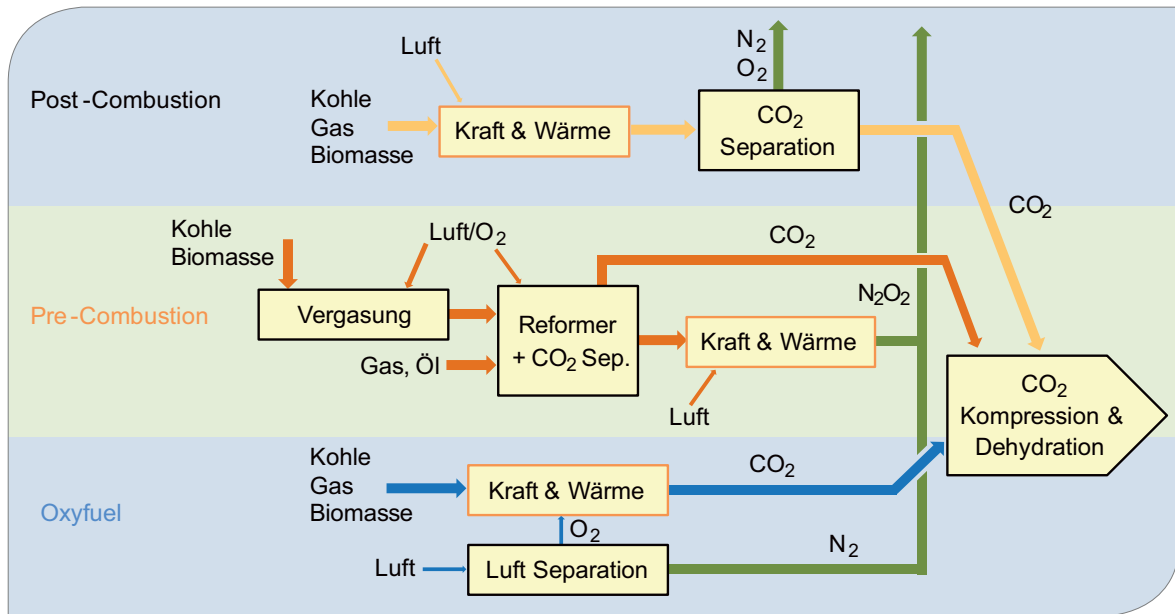 Post-Combustion
Luft
Kohle
Gas
Biomasse
Kraft & Wärme
N₂
O₂
CO₂
Separation
CO₂
Pre-Combustion
Kohle
Biomasse
Luft/O₂
Vergasung
Gas, Öl
Reformer
+ CO₂ Sep.
CO₂
Kraft & Wärme
Luft
N₂O₂
CO₂
Kompression &
Dehydration
Oxyfuel
Kohle
Gas
Biomasse
Kraft & Wärme
CO₂
O₂
Luft
Luft Separation
N₂